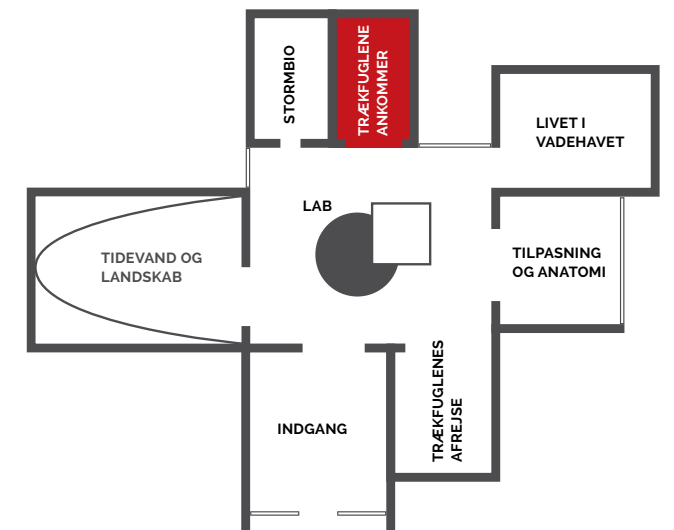 STORMBIO
TRÆKFUGLENE
ANKOMMER
LIVET I
VADEHAVET
LAB
TIDEVAND OG
LANDSKAB
TILPASNING
OG ANATOMI
INDGANG
TRÆKFUGLENES
AFREJSE